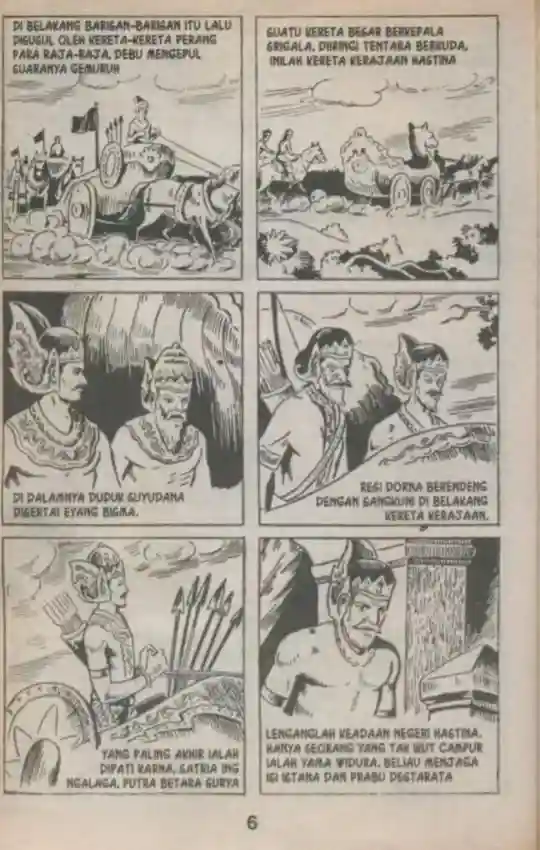 DI BELAKANG BARISAN-BARISAN ITU LALU
DISUSUL OLEH KERETA-KERETA PERANG
PARA RAJA-RAJA. DEBU MENGEPUL
SUARANYA GEMURUH
SUATU KERETA BESAR BERKEPALA
SRIGALA, DIIRINGI TENTARA BERKUDA,
INILAH KERETA KERAJAAN HASTINA
DI DALAMNYA DUDUK SUYUDANA
DISERTAI EYANG BISMA.
RESI DORNA BERENDENG
DENGAN SANGKUNI DI BELAKANG
KERETA KERAJAAN.
YANG PALING AKHIR IALAH
DIPATI KARNA, SATRIA ING
NGALAGA, PUTRA BETARA SURYA
LENGANGLAH KEADAAN NEGERI HASTINA.
HANYA SEORANG YANG TAK IKUT CAMPUR
IALAH YAMA WIDURA. BELIAU MENJAGA
ISI ISTANA DAN PRABU DESTARATA
6